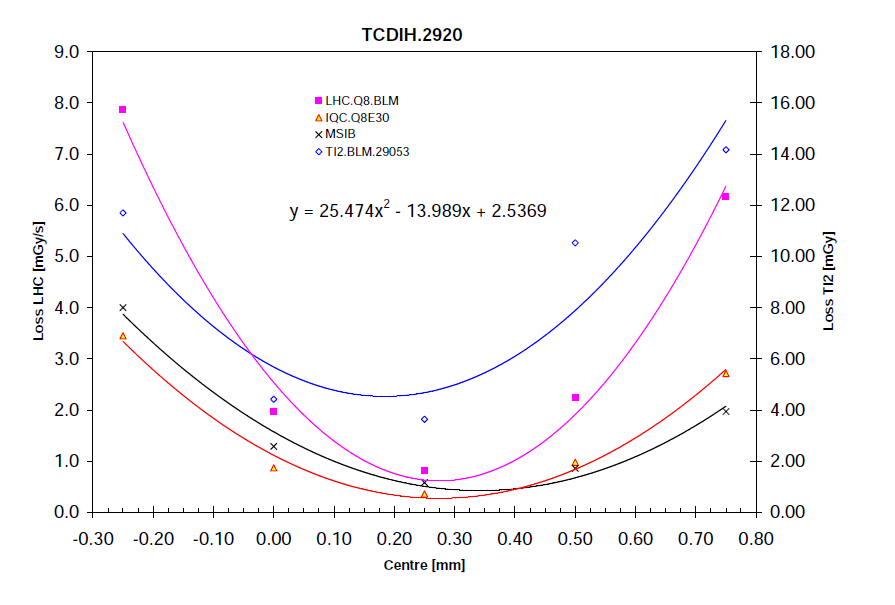 TCDIH.2920
9.0
8.0
7.0
6.0
5.0
4.0
3.0
2.0
1.0
0.0
Loss LHC [mGy/s]
LHC.Q8.BLM
IQC.Q8E30
MSIB
TI2.BLM.29053
y = 25.474x² - 13.989x + 2.5369
18.00
16.00
14.00
12.00
10.00
8.00
6.00
4.00
2.00
0.00
Loss TI2 [mGy]
-0.30 -0.20 -0.10 0.00 0.10 0.20 0.30 0.40 0.50 0.60 0.70 0.80
Centre [mm]